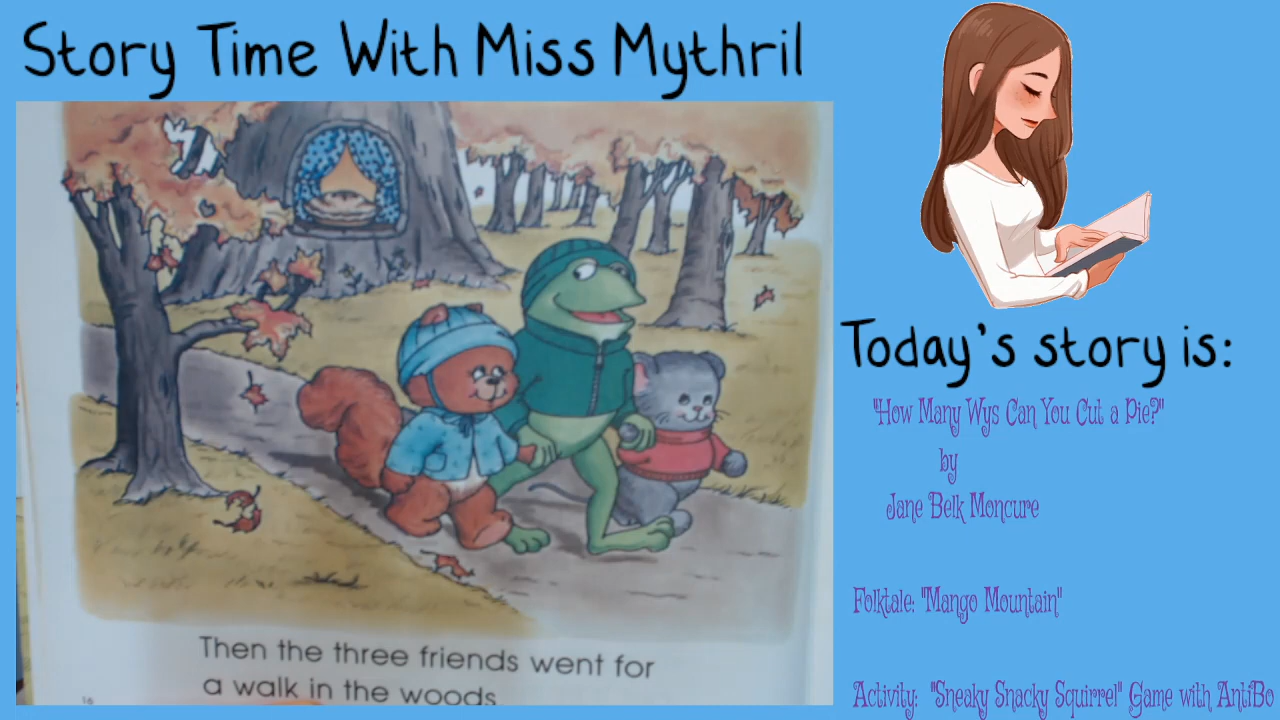 Story Time With Miss Mythril
Then the three friends went for
a walk in the woods
16
Today's story is:
"How Many Wys Can You Cut a Pie?"
by
Jane Belk Moncure
Folktale: "Mango Mountain"
Activity: "Sneaky Snacky Squirrel" Game with AntiBo